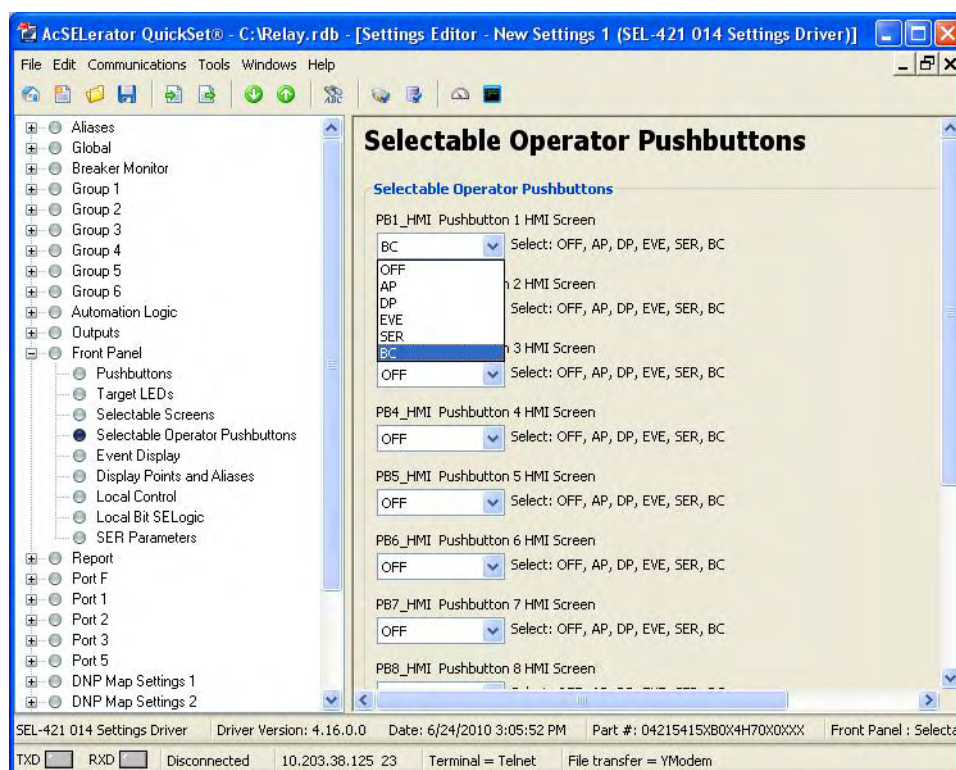 AcSELerator QuickSet® - C:\Relay.rdb - [Settings Editor - New Settings 1 (SEL-421 014 Settings Driver)]
File Edit Communications Tools Windows Help
ABC
Aliases
Global
Breaker Monitor
Group 1
Group 2
Group 3
Group 4
Group 5
Group 6
Automation Logic
Outputs
Front Panel
Pushbuttons
Target LEDs
Selectable Screens
Selectable Operator Pushbuttons
Event Display
Display Points and Aliases
Local Control
Local Bit SELogic
SER Parameters
Report
Port F
Port 1
Port 2
Port 3
Port 5
DNP Map Settings 1
DNP Map Settings 2
Selectable Operator Pushbuttons
Selectable Operator Pushbuttons
PB1_HMI Pushbutton 1 HMI Screen
BC Select: OFF, AP, DP, EVE, SER, BC
OFF
AP
DP
EVE
SER
BC
2 HMI Screen
Select: OFF, AP, DP, EVE, SER, BC
3 HMI Screen
OFF Select: OFF, AP, DP, EVE, SER, BC
PB4_HMI Pushbutton 4 HMI Screen
OFF Select: OFF, AP, DP, EVE, SER, BC
PB5_HMI Pushbutton 5 HMI Screen
OFF Select: OFF, AP, DP, EVE, SER, BC
PB6_HMI Pushbutton 6 HMI Screen
OFF Select: OFF, AP, DP, EVE, SER, BC
PB7_HMI Pushbutton 7 HMI Screen
OFF Select: OFF, AP, DP, EVE, SER, BC
PB8_HMI Pushbutton 8 HMI Screen
SEL-421 014 Settings Driver Driver Version: 4.16.0.0 Date: 6/24/2010 3:05:52 PM Part #: 04215415XB0X4H70X0XXX Front Panel : Selecta
TXD RXD Disconnected 10.203.38.125 23 Terminal = Telnet File transfer = YModem